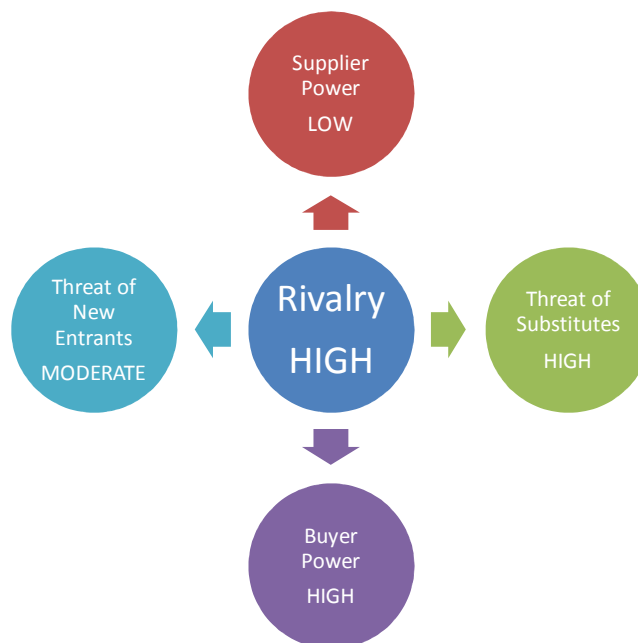 Supplier
Power
LOW
Threat of
New
Entrants
MODERATE
Rivalry
HIGH
Threat of
Substitutes
HIGH
Buyer
Power
HIGH